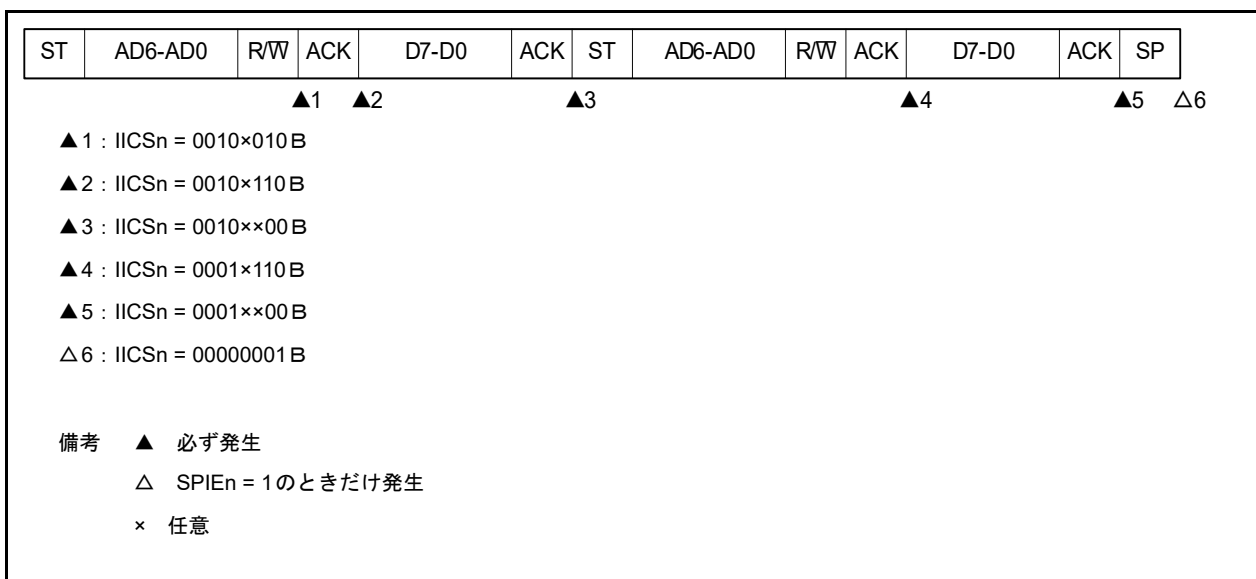 ST AD6-AD0 R/W̅ ACK D7-D0 ACK ST AD6-AD0 R/W̅ ACK D7-D0 ACK SP
▲1 ▲2 ▲3 ▲4 ▲5 △6
▲1：IICSn = 0010×010B
▲2：IICSn = 0010×110B
▲3：IICSn = 0010××00B
▲4：IICSn = 0001×110B
▲5：IICSn = 0001××00B
△6：IICSn = 00000001B
備考 ▲ 必ず発生
△ SPIEn = 1のときだけ発生
× 任意